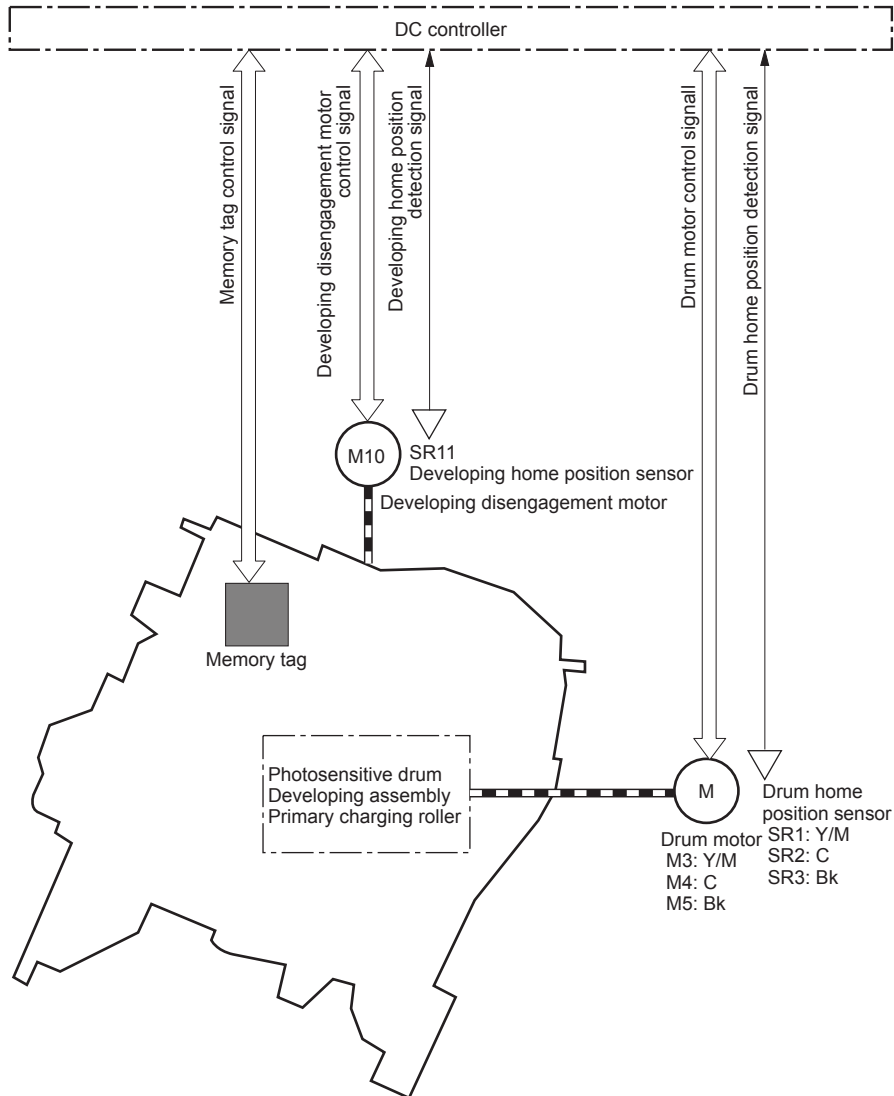 DC controller
Memory tag control signal
Developing disengagement motor
control signal
Developing home position
detection signal
Drum motor control signall
Drum home position detection signal
M10
SR11
Developing home position sensor
Developing disengagement motor
Memory tag
Photosensitive drum
Developing assembly
Primary charging roller
M
Drum motor
M3: Y/M
M4: C
M5: Bk
Drum home
position sensor
SR1: Y/M
SR2: C
SR3: Bk